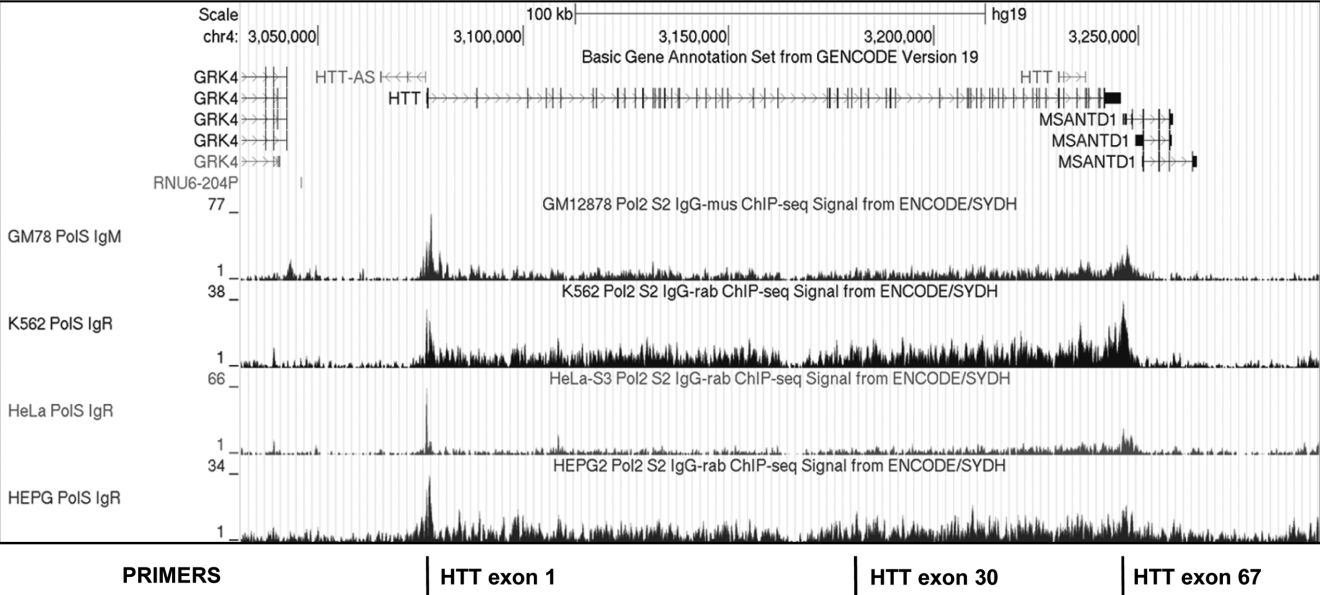 Scale 100 kb hg19
chr4: 3,050,000 3,100,000 3,150,000 3,200,000 3,250,000
Basic Gene Annotation Set from GENCODE Version 19
GRK4 HTT-AS HTT
GRK4 HTT
GRK4 MSANTD1
GRK4 MSANTD1
GRK4 MSANTD1
RNU6-204P
77 GM12878 Pol2 S2 IgG-mus ChIP-seq Signal from ENCODE/SYDH
GM78 PolS IgM
1
38 K562 Pol2 S2 IgG-rab ChIP-seq Signal from ENCODE/SYDH
K562 PolS IgR
1
66 HeLa-S3 Pol2 S2 IgG-rab ChIP-seq Signal from ENCODE/SYDH
HeLa PolS IgR
1
34 HEPG2 Pol2 S2 IgG-rab ChIP-seq Signal from ENCODE/SYDH
HEPG PolS IgR
1
PRIMERS HTT exon 1 HTT exon 30 HTT exon 67